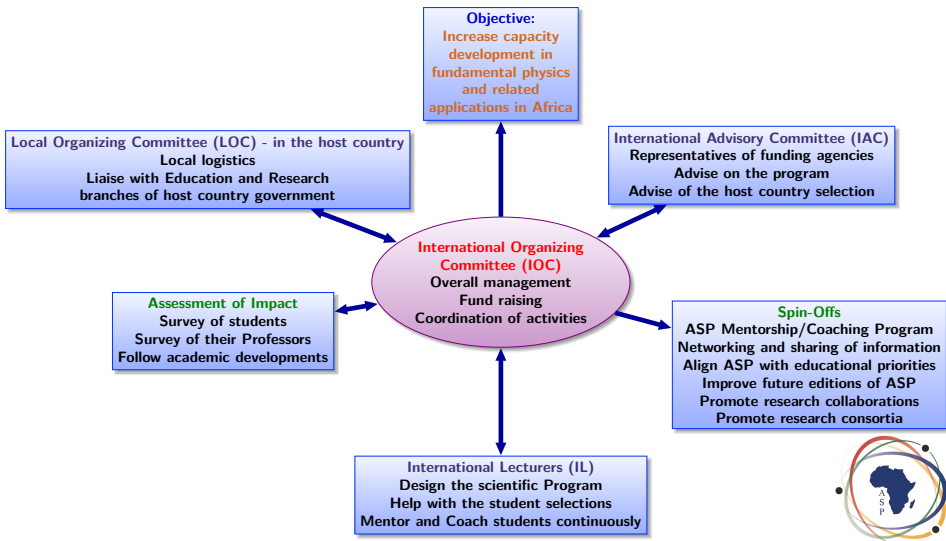 Objective:
Increase capacity
development in
fundamental physics
and related
applications in Africa
Local Organizing Committee (LOC) - in the host country
Local logistics
Liaise with Education and Research
branches of host country government
International Advisory Committee (IAC)
Representatives of funding agencies
Advise on the program
Advise of the host country selection
International Organizing
Committee (IOC)
Overall management
Fund raising
Coordination of activities
Assessment of Impact
Survey of students
Survey of their Professors
Follow academic developments
Spin-Offs
ASP Mentorship/Coaching Program
Networking and sharing of information
Align ASP with educational priorities
Improve future editions of ASP
Promote research collaborations
Promote research consortia
International Lecturers (IL)
Design the scientific Program
Help with the student selections
Mentor and Coach students continuously
A
S
P